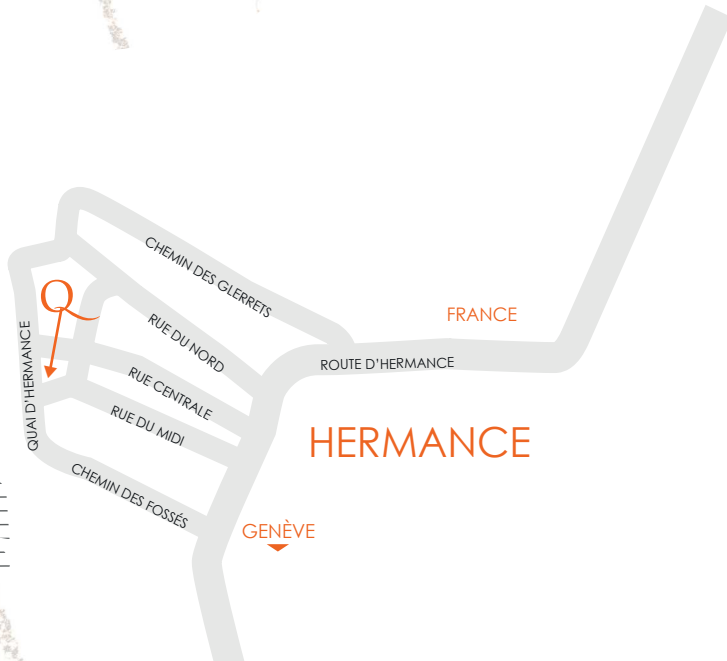 CHEMIN DES GLERRETS
Q
FRANCE
RUE DU NORD
QUAI D'HERMANCE
ROUTE D'HERMANCE
RUE CENTRALE
RUE DU MIDI
HERMANCE
CHEMIN DES FOSSÉS
GENÈVE